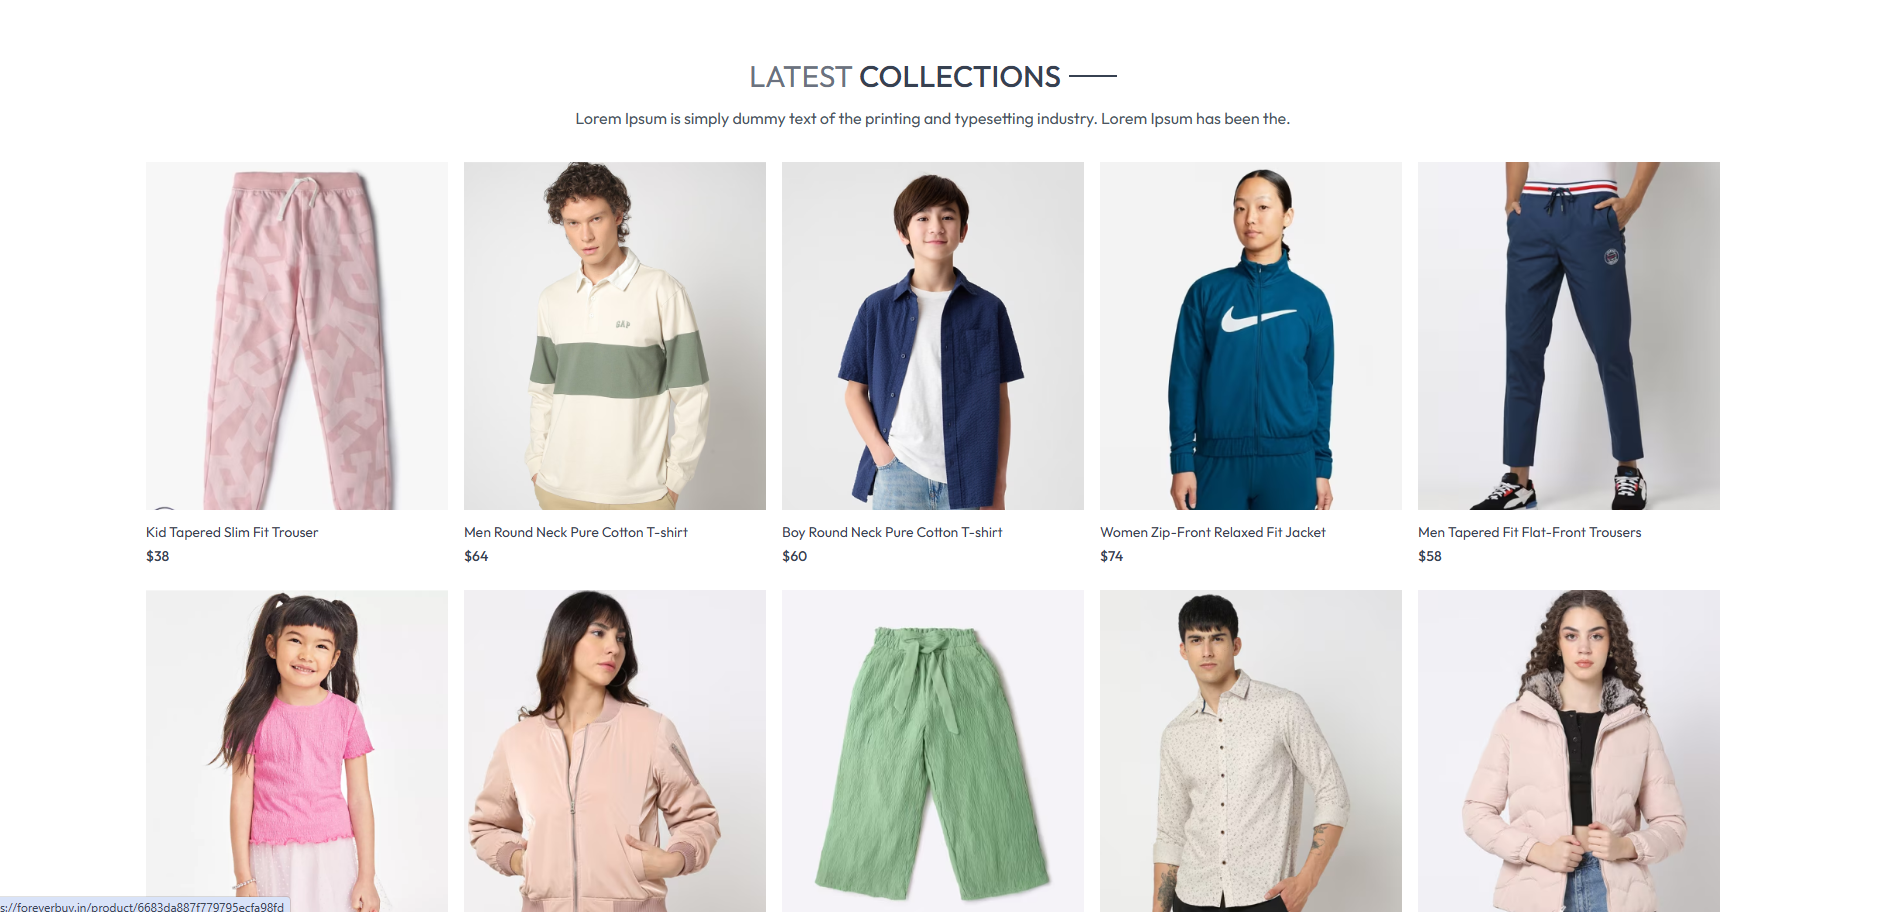 LATEST COLLECTIONS
Lorem Ipsum is simply dummy text of the printing and typesetting industry. Lorem Ipsum has been the.
GAP
Kid Tapered Slim Fit Trouser
$38
Men Round Neck Pure Cotton T-shirt
$64
Boy Round Neck Pure Cotton T-shirt
$60
Women Zip-Front Relaxed Fit Jacket
$74
Men Tapered Fit Flat-Front Trousers
$58
s://foreverbuy.in/product/6683da887f779795ecfa98fd